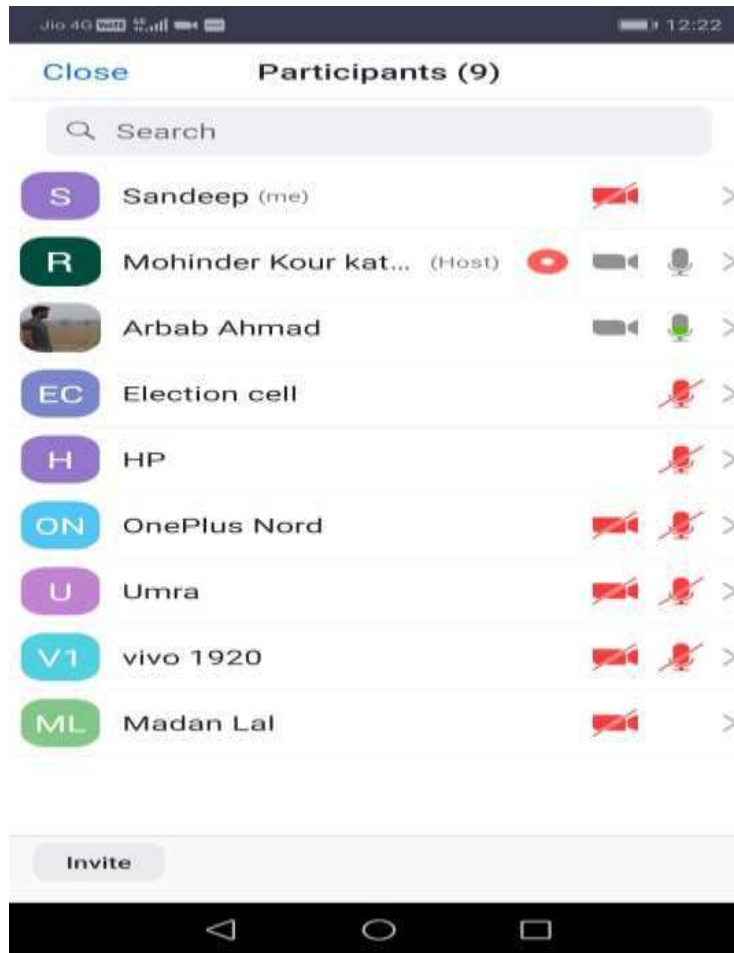 Jio 4G VoLTE 12:22
Close Participants (9)
Search
S Sandeep (me)
R Mohinder Kour kat... (Host)
Arbab Ahmad
EC Election cell
H HP
ON OnePlus Nord
U Umra
V1 vivo 1920
ML Madan Lal
Invite